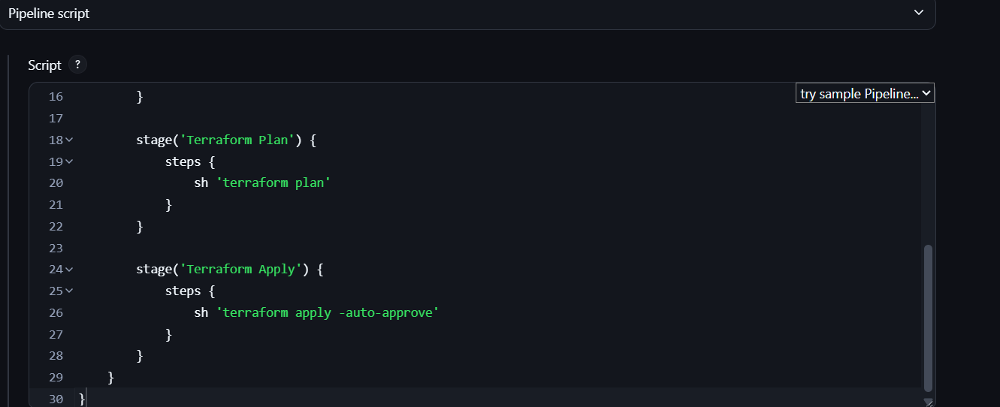 Pipeline script
Script ?
try sample Pipeline...
16         }
17
18         stage('Terraform Plan') {
19             steps {
20                 sh 'terraform plan'
21             }
22         }
23
24         stage('Terraform Apply') {
25             steps {
26                 sh 'terraform apply -auto-approve'
27             }
28         }
29     }
30 }